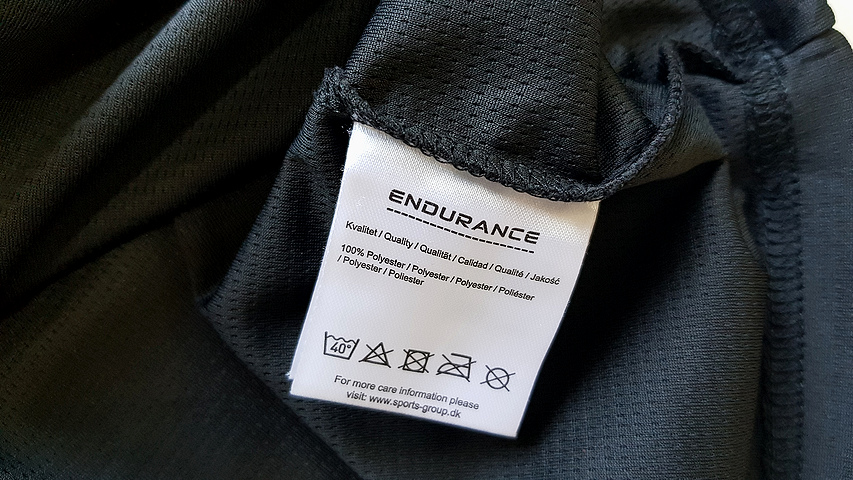 ENDURANCE
Kvalitet / Quality / Qualität / Calidad / Qualité / Jakość
100% Polyester / Polyester / Polyester / Poliéster
/ Polyester / Poliester
40°
For more care information please
visit: www.sports-group.dk